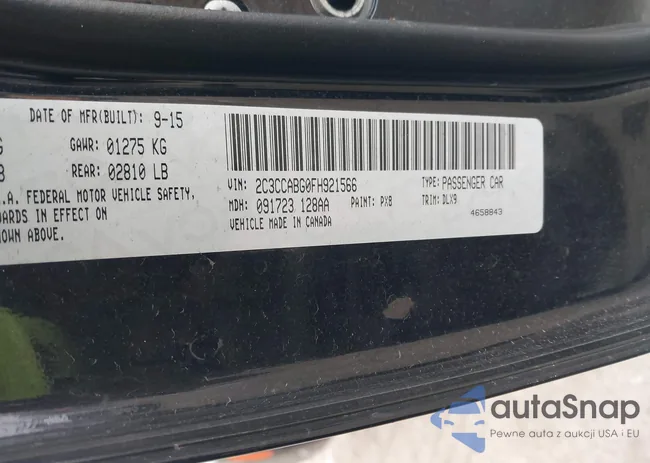 DATE OF MFR(BUILT): 9-15
G GAWR: 01275 KG
REAR: 02810 LB
.A. FEDERAL MOTOR VEHICLE SAFETY,
ARDS IN EFFECT ON
NOWN ABOVE.
VIN: 2C3CCABG0FH921566 TYPE: PASSENGER CAR
MDH: 091723 128AA PAINT: PX8 TRIM: DLX9
VEHICLE MADE IN CANADA 4658843
autaSnap
Pewne auta z aukcji USA i EU